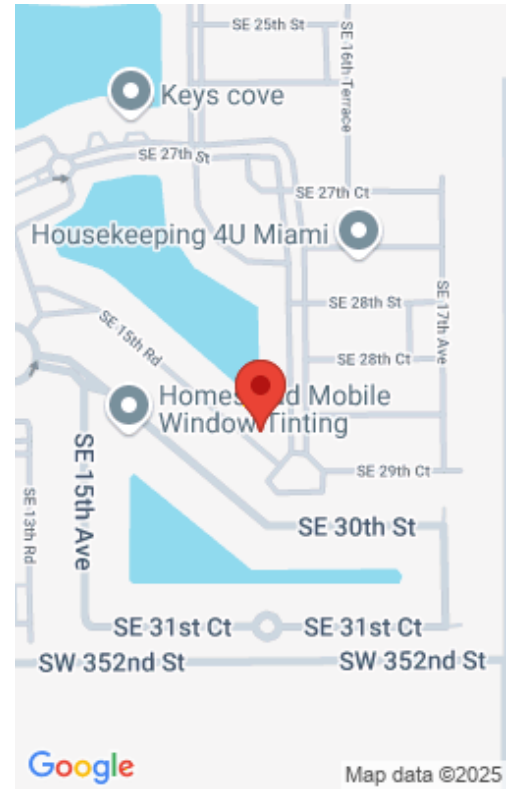 SE 25th St
SE 16th Terrace
Keys cove
SE 27th St
SE 27th Ct
Housekeeping 4U Miami
SE 28th St
SE 17th Ave
SE 15th Rd
SE 28th Ct
Homestead Mobile
Window Tinting
SE 15th Ave
SE 29th Ct
SE 13th Rd
SE 30th St
SE 31st Ct
SE 31st Ct
SW 352nd St
SW 352nd St
Google
Map data ©2025